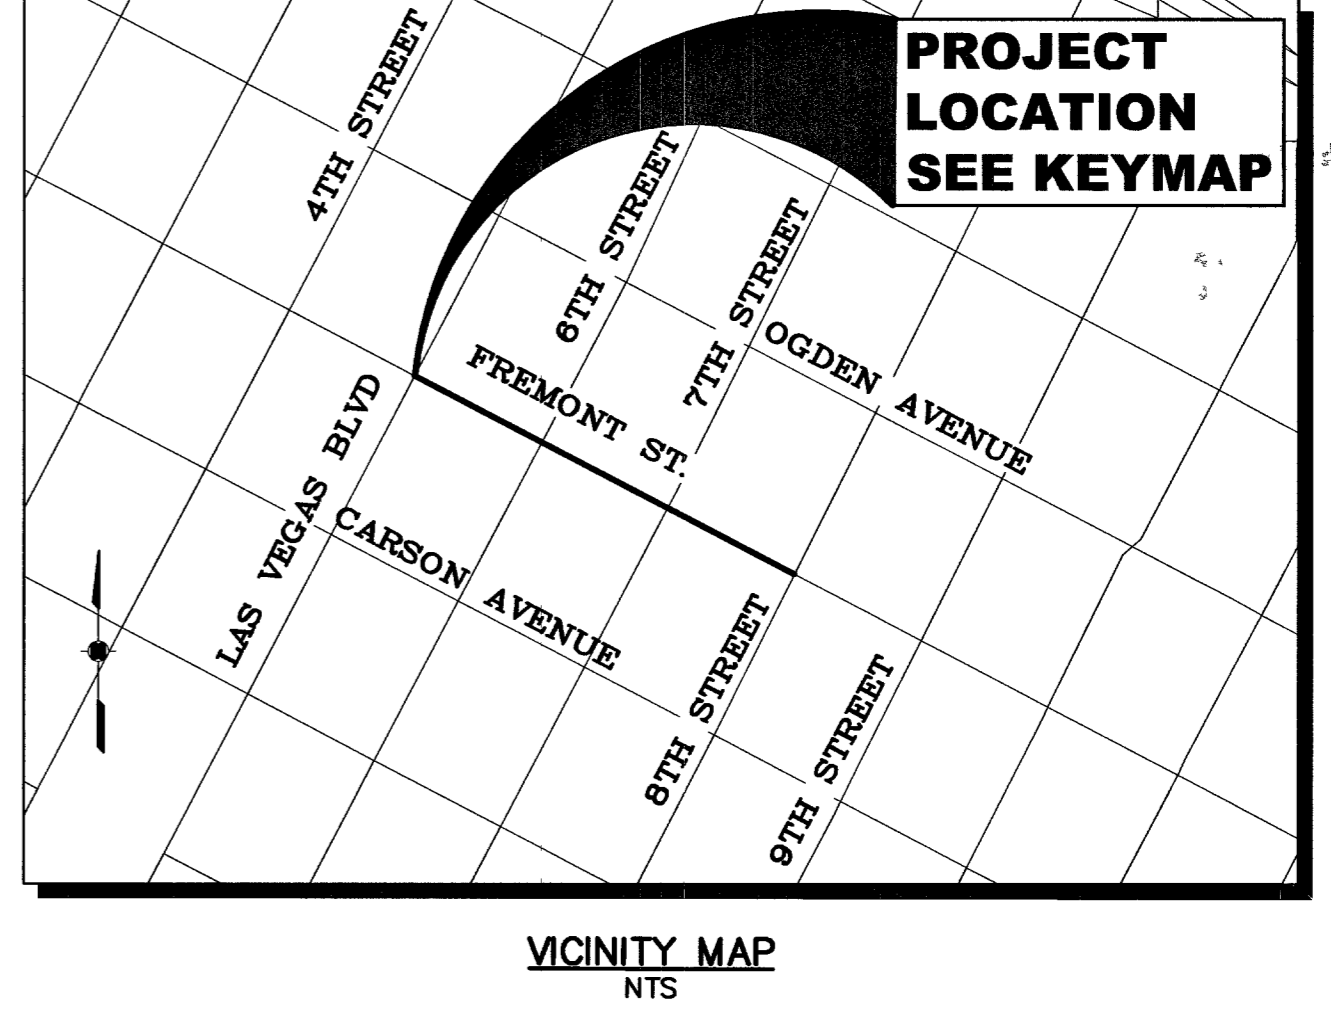 PROJECT
LOCATION
SEE KEYMAP
4TH STREET
6TH STREET
7TH STREET
OGDEN AVENUE
FREMONT ST.
LAS VEGAS BLVD
CARSON AVENUE
8TH STREET
9TH STREET
VICINITY MAP
NTS